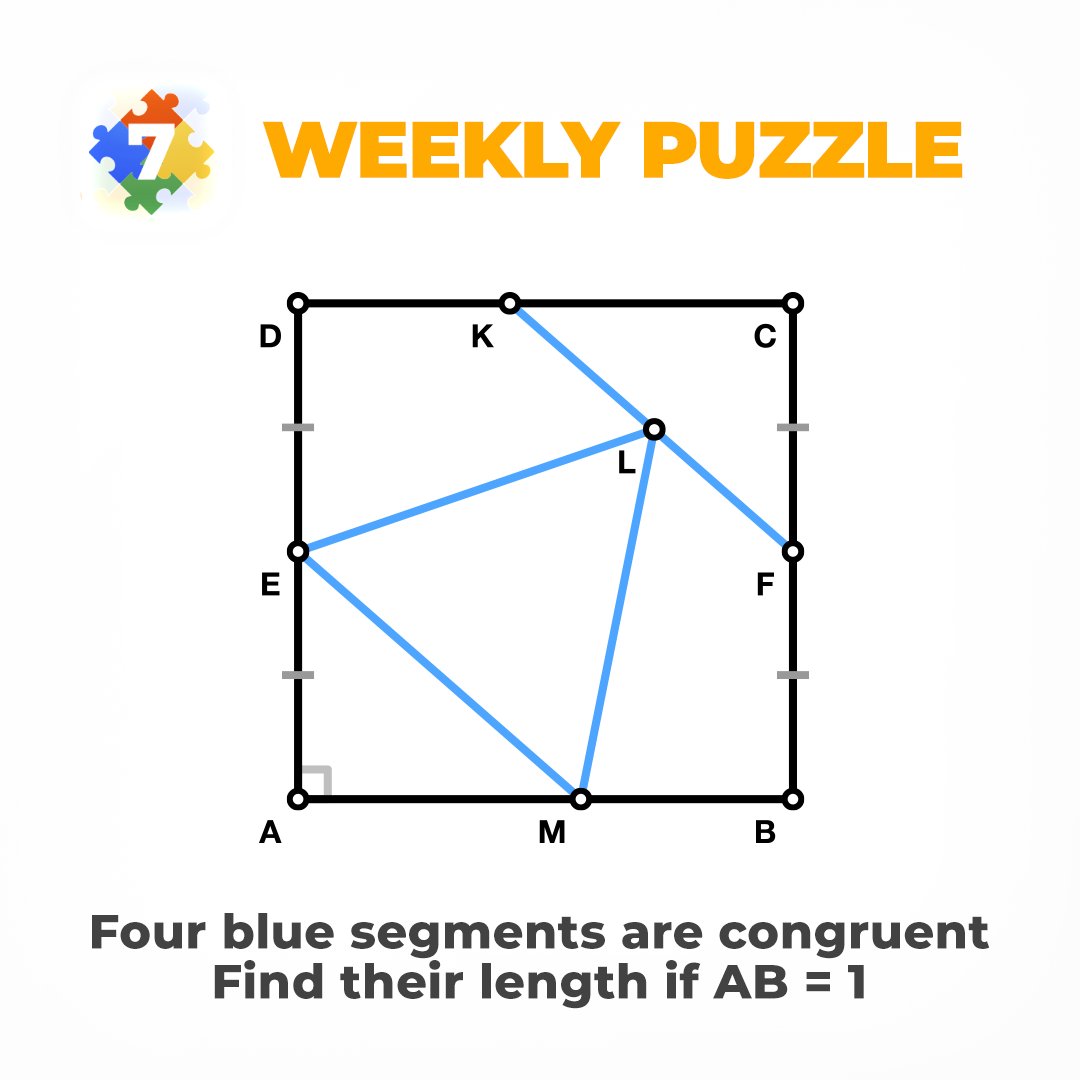 7
WEEKLY PUZZLE
D
K
C
L
E
F
A
M
B
Four blue segments are congruent
Find their length if AB = 1